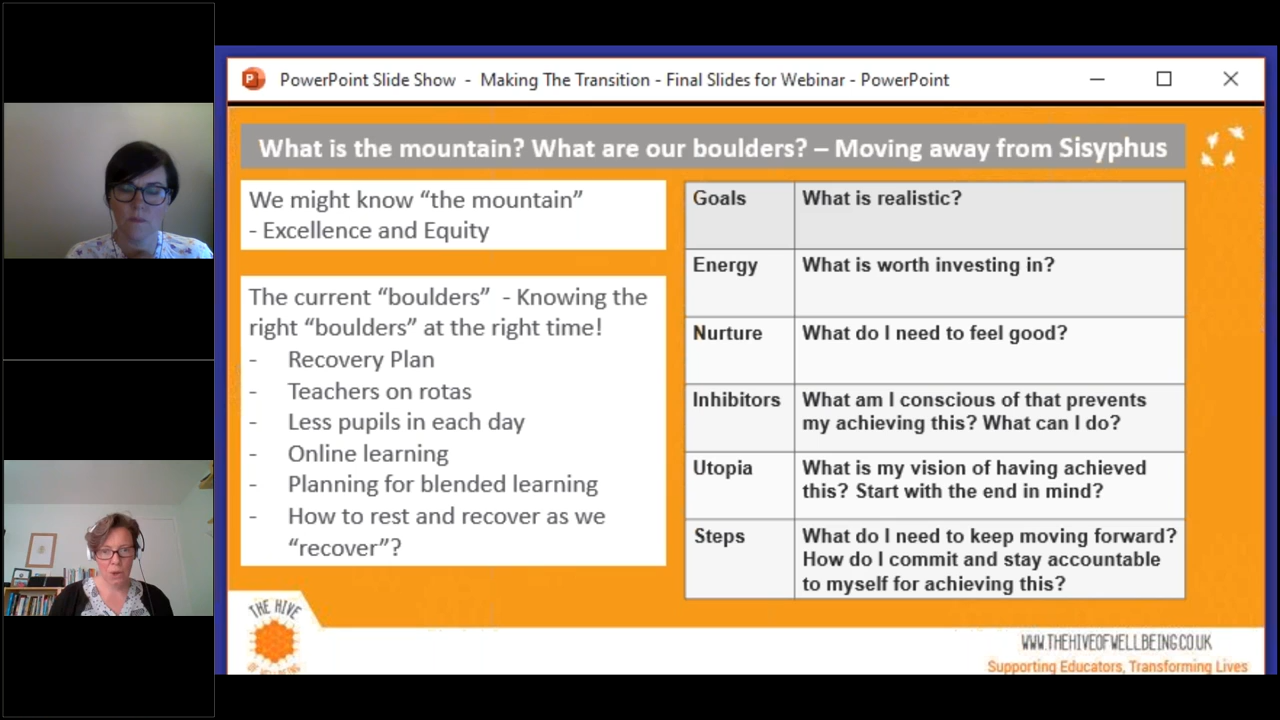 PowerPoint Slide Show - Making The Transition - Final Slides for Webinar - PowerPoint
What is the mountain? What are our boulders? – Moving away from Sisyphus
We might know “the mountain”
- Excellence and Equity
The current “boulders” - Knowing the
right “boulders” at the right time!
- Recovery Plan
- Teachers on rotas
- Less pupils in each day
- Online learning
- Planning for blended learning
- How to rest and recover as we
“recover”?
Goals What is realistic?
Energy What is worth investing in?
Nurture What do I need to feel good?
Inhibitors What am I conscious of that prevents
my achieving this? What can I do?
Utopia What is my vision of having achieved
this? Start with the end in mind?
Steps What do I need to keep moving forward?
How do I commit and stay accountable
to myself for achieving this?
THE HIVE
OF WELLBEING
WWW.THEHIVEOFWELLBEING.CO.UK
Supporting Educators, Transforming Lives